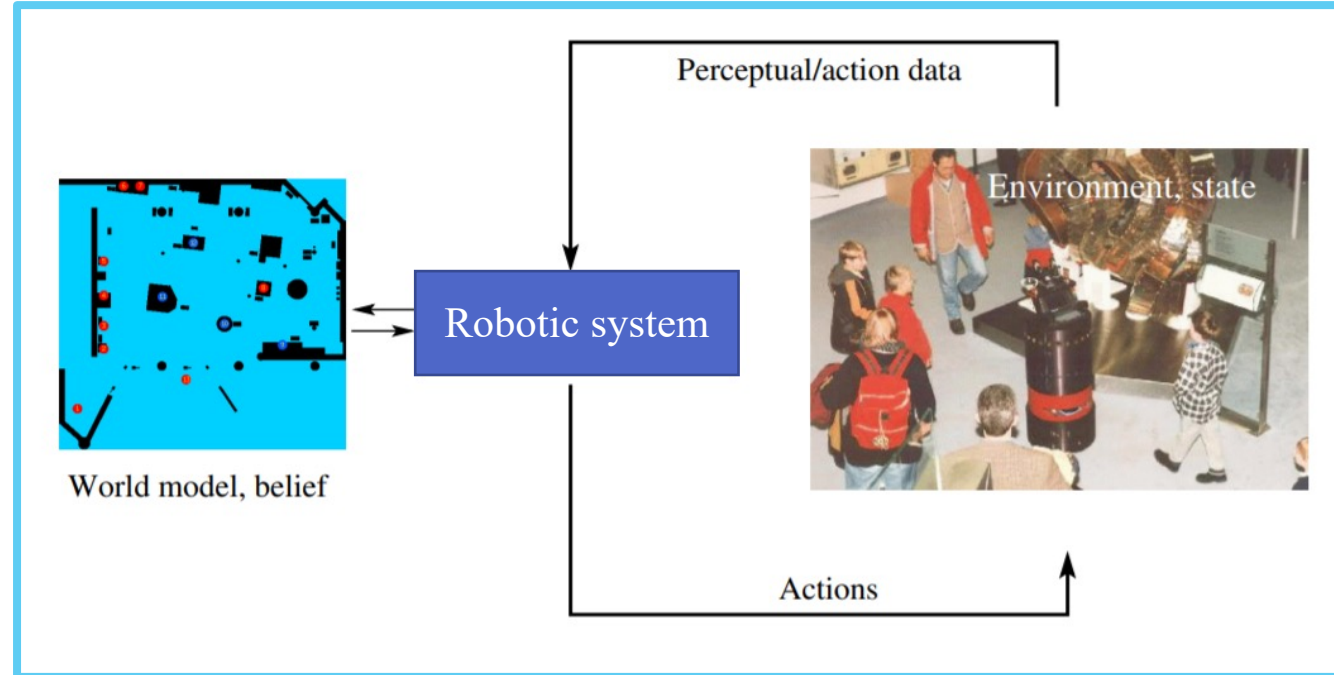 Perceptual/action data
Environment, state
Robotic system
World model, belief
Actions